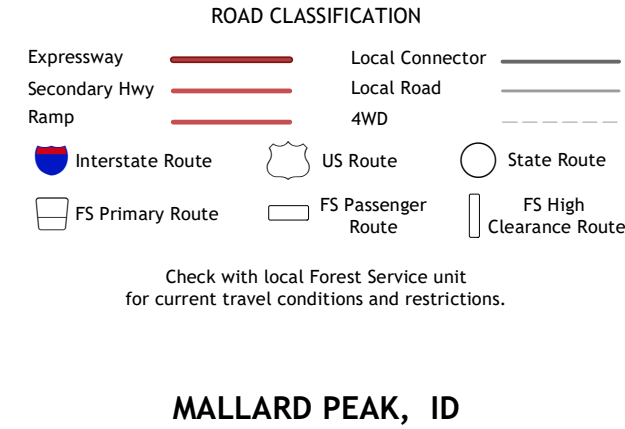 ROAD CLASSIFICATION
Expressway
Local Connector
Secondary Hwy
Local Road
Ramp
4WD
Interstate Route
US Route
State Route
FS Primary Route
FS Passenger
Route
FS High
Clearance Route
Check with local Forest Service unit
for current travel conditions and restrictions.
MALLARD PEAK, ID